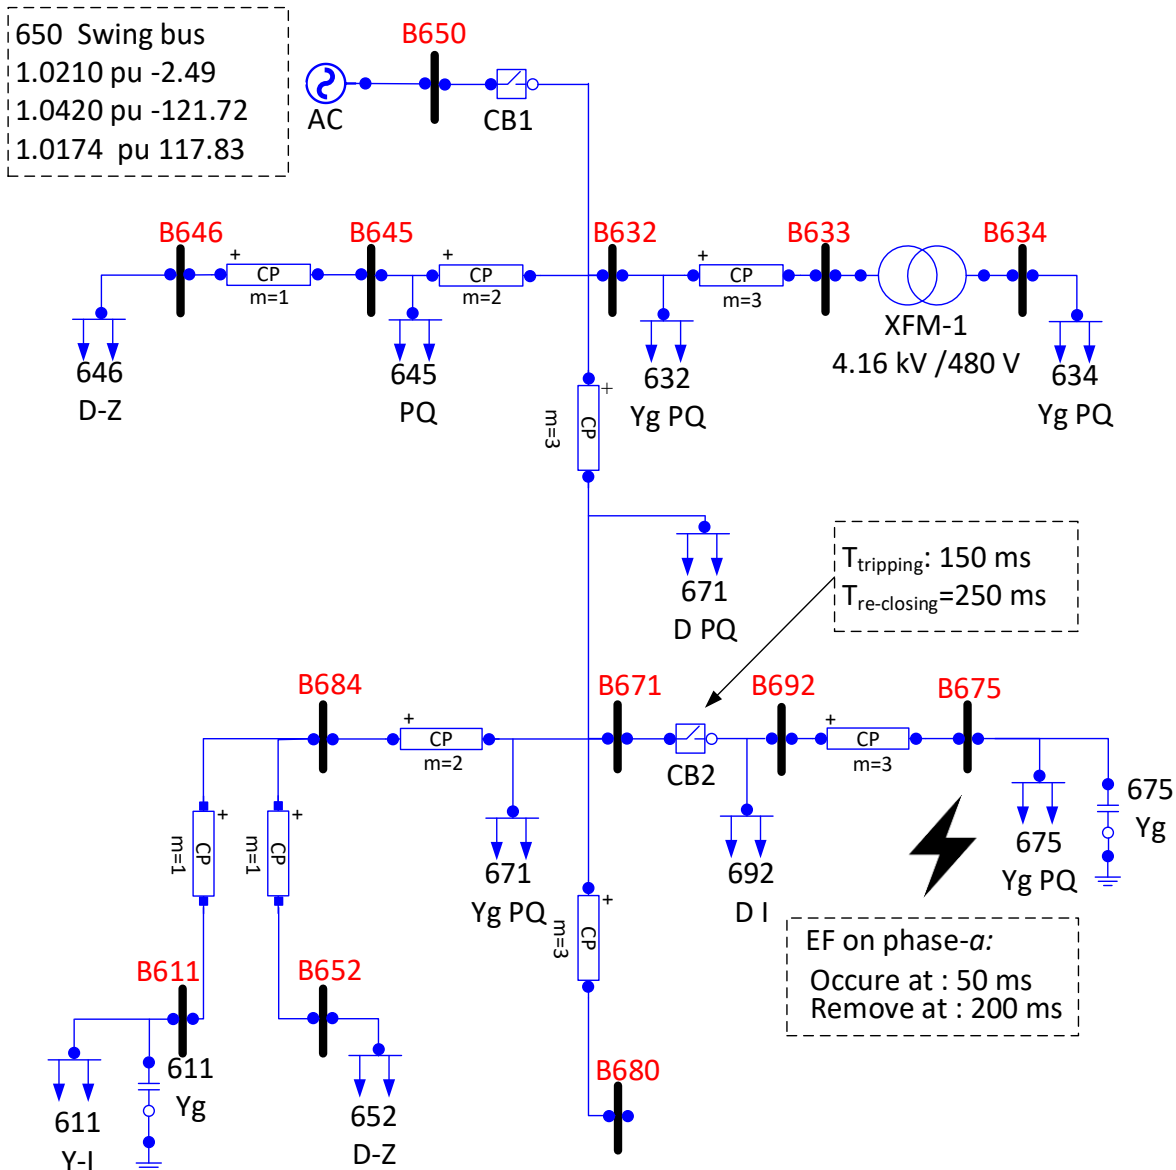 650 Swing bus
1.0210 pu -2.49
1.0420 pu -121.72
1.0174 pu 117.83
B650
AC
CB1
B646
B645
B632
B633
B634
+
CP
m=1
+
CP
m=2
+
CP
m=3
XFM-1
4.16 kV /480 V
646
D-Z
645
PQ
632
Yg PQ
634
Yg PQ
+
CP
m=3
671
D PQ
Ttripping: 150 ms
Tre-closing=250 ms
B684
B671
B692
B675
+
CP
m=2
CB2
+
CP
m=3
675
Yg
+
CP
m=1
+
CP
m=1
671
Yg PQ
692
D I
675
Yg PQ
+
CP
m=3
EF on phase-a:
Occure at : 50 ms
Remove at : 200 ms
B611
B652
B680
611
Yg
611
Y-I
652
D-Z